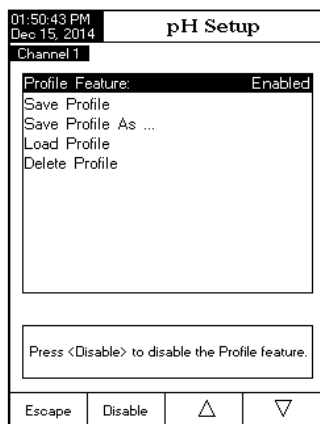 01:50:43 PM
Dec 15, 2014
pH Setup
Channel 1
Profile Feature: Enabled
Save Profile
Save Profile As ...
Load Profile
Delete Profile
Press <Disable> to disable the Profile feature.
Escape Disable △ ▽